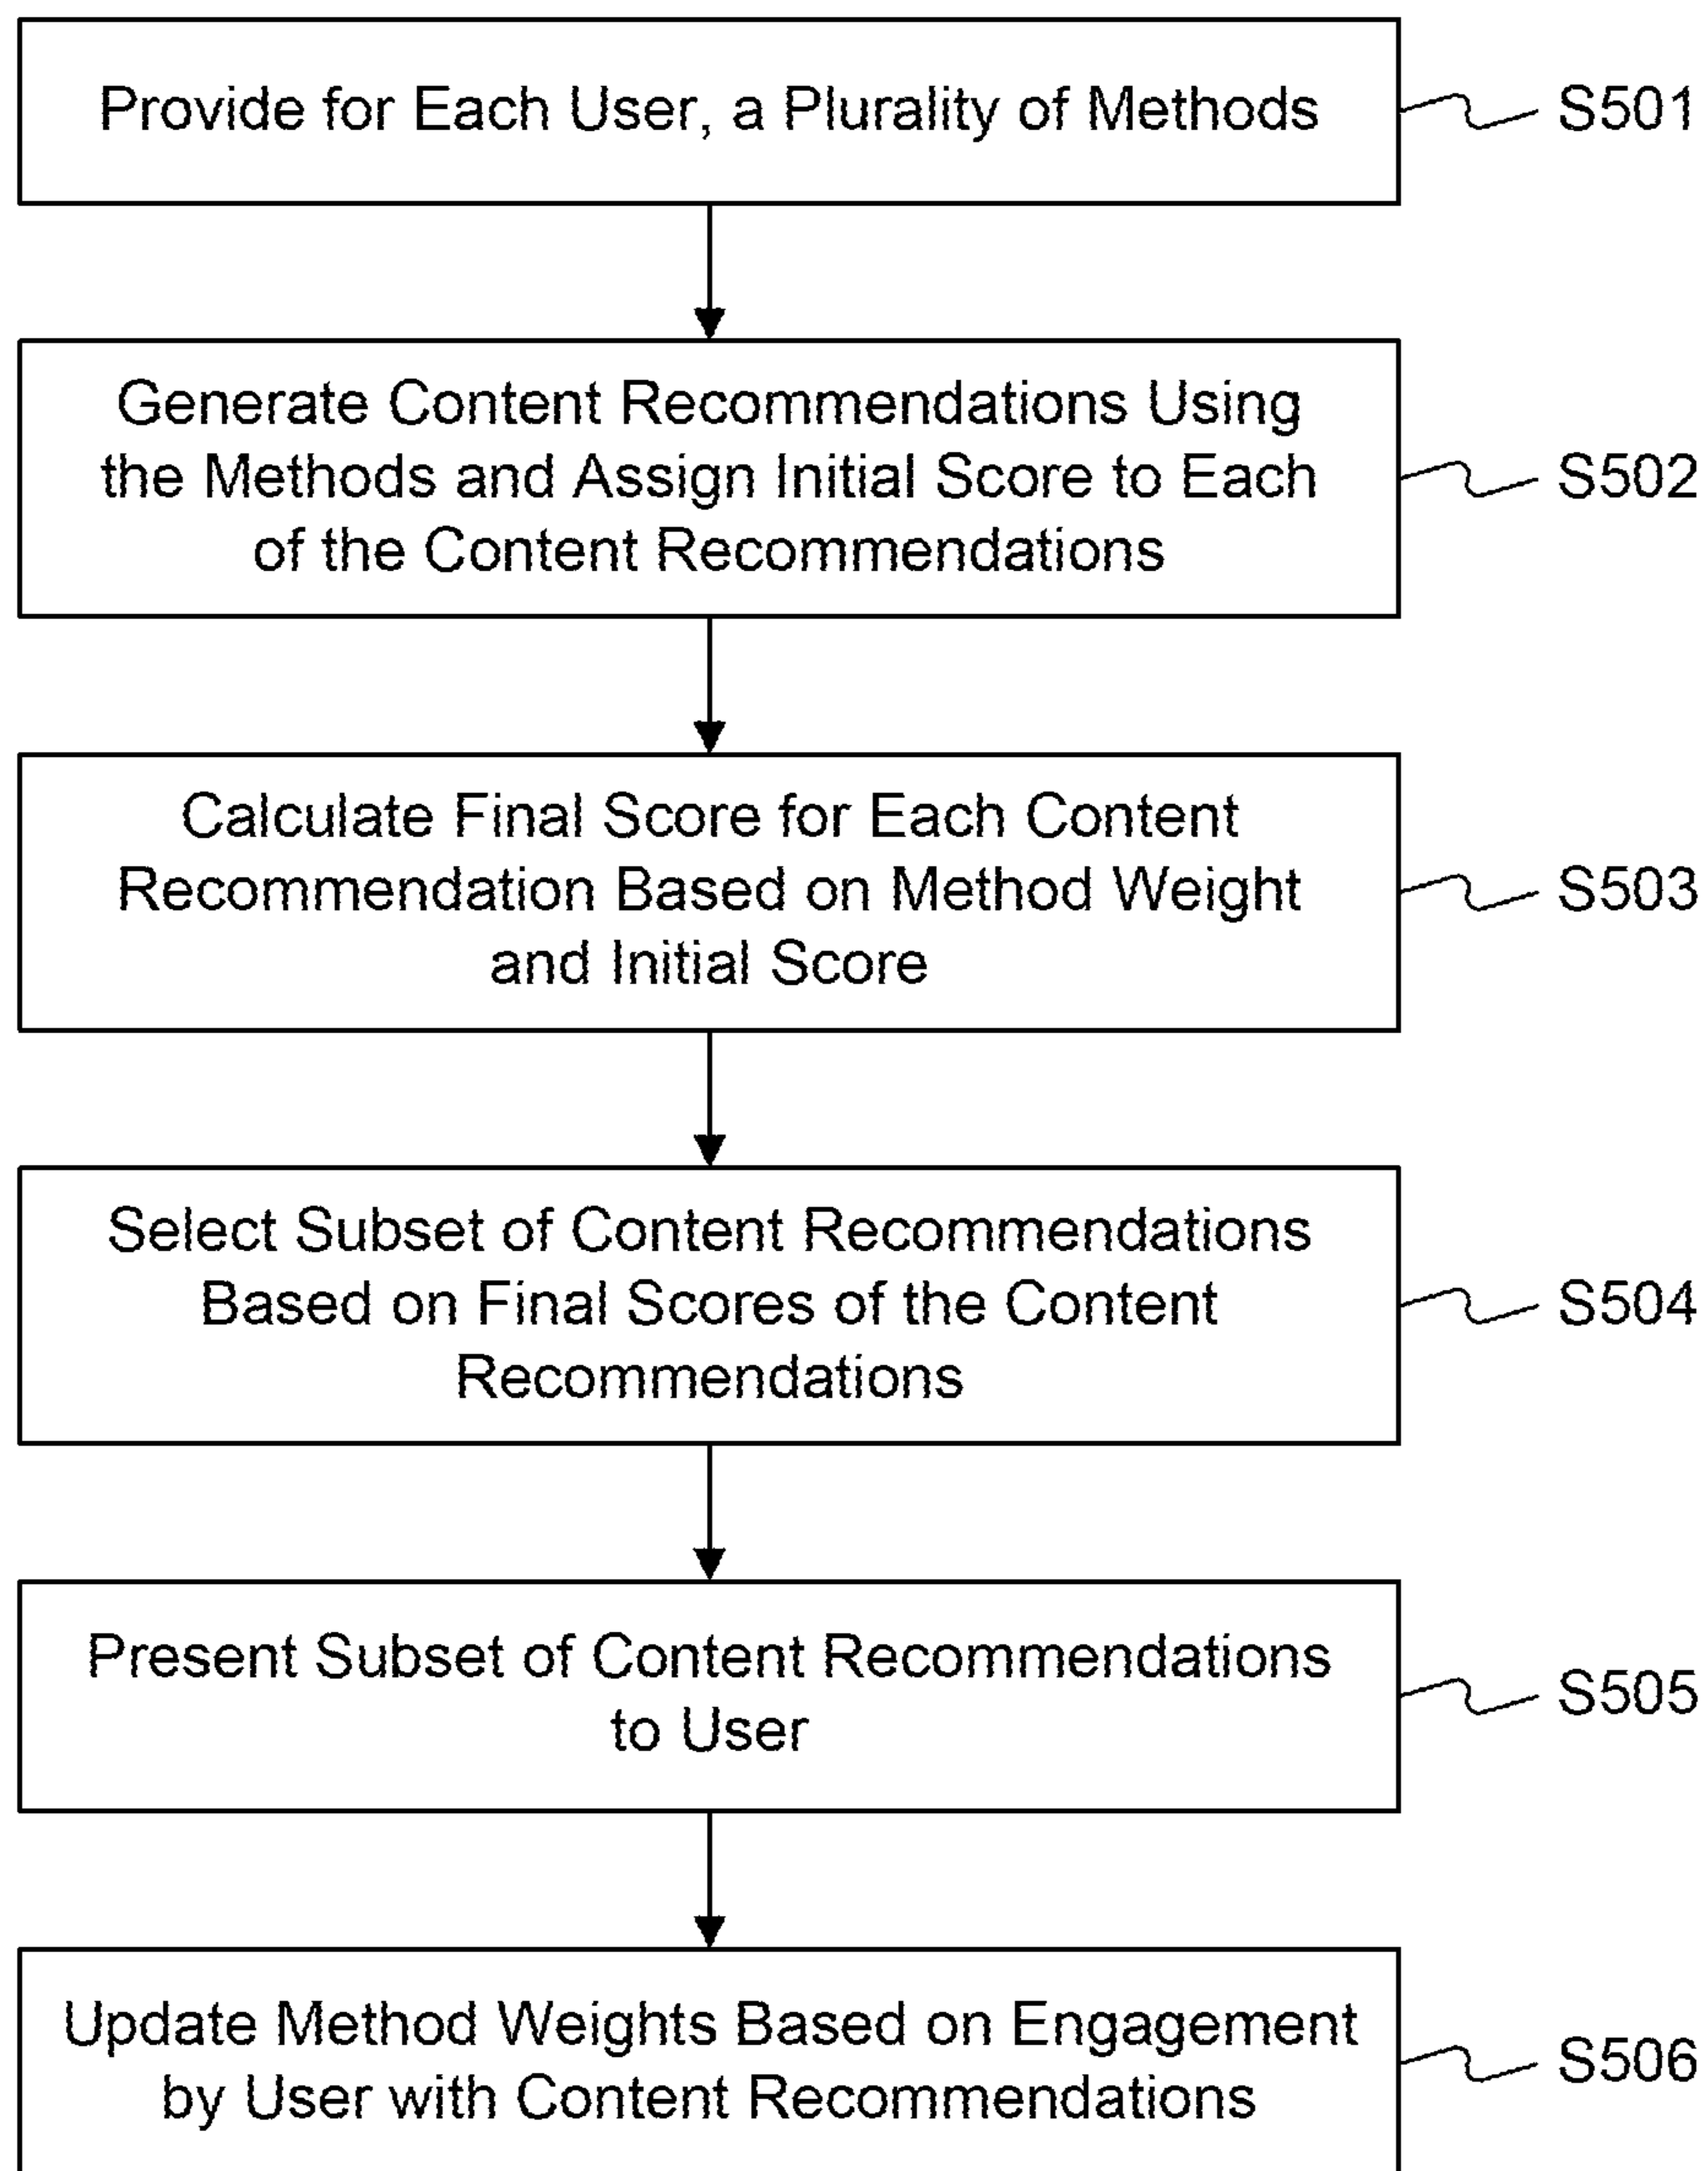 Provide for Each User, a Plurality of Methods
S501
Generate Content Recommendations Using
the Methods and Assign Initial Score to Each
of the Content Recommendations
S502
Calculate Final Score for Each Content
Recommendation Based on Method Weight
and Initial Score
S503
Select Subset of Content Recommendations
Based on Final Scores of the Content
Recommendations
S504
Present Subset of Content Recommendations
to User
S505
Update Method Weights Based on Engagement
by User with Content Recommendations
S506